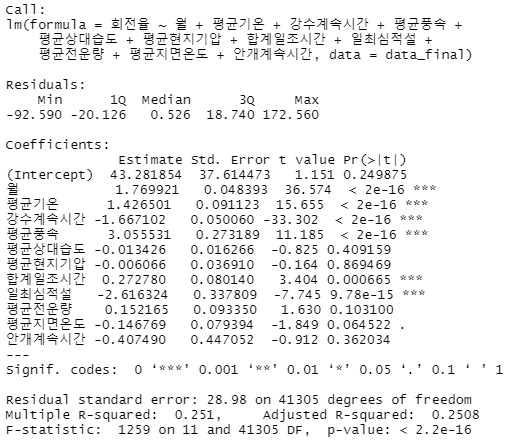 Call:
lm(formula = 회전율 ~ 월 + 평균기온 + 강수계속시간 + 평균풍속 +
평균상대습도 + 평균현지기압 + 합계일조시간 + 일최심적설 +
평균전운량 + 평균지면온도 + 안개계속시간, data = data_final)
Residuals:
Min 1Q Median 3Q Max
-92.590 -20.126 0.526 18.740 172.560
Coefficients:
Estimate Std. Error t value Pr(>|t|)
(Intercept) 43.281854 37.614473 1.151 0.249875
월 1.769921 0.048393 36.574 < 2e-16 ***
평균기온 1.426501 0.091123 15.655 < 2e-16 ***
강수계속시간 -1.667102 0.050060 -33.302 < 2e-16 ***
평균풍속 3.055531 0.273189 11.185 < 2e-16 ***
평균상대습도 -0.013426 0.016266 -0.825 0.409159
평균현지기압 -0.006066 0.036910 -0.164 0.869469
합계일조시간 0.272780 0.080140 3.404 0.000665 ***
일최심적설 -2.616324 0.337809 -7.745 9.78e-15 ***
평균전운량 0.152165 0.093350 1.630 0.103100
평균지면온도 -0.146769 0.079394 -1.849 0.064522 .
안개계속시간 -0.407490 0.447052 -0.912 0.362034
---
Signif. codes: 0 ‘***’ 0.001 ‘**’ 0.01 ‘*’ 0.05 ‘.’ 0.1 ‘ ’ 1
Residual standard error: 28.98 on 41305 degrees of freedom
Multiple R-squared: 0.251, Adjusted R-squared: 0.2508
F-statistic: 1259 on 11 and 41305 DF, p-value: < 2.2e-16